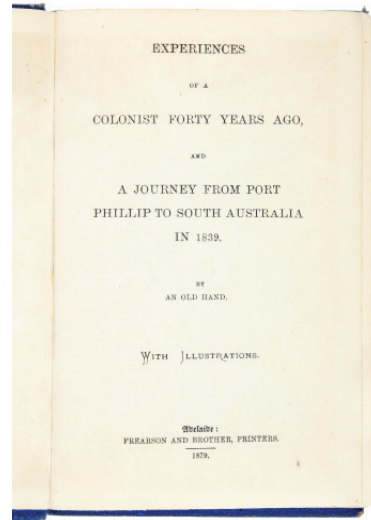 EXPERIENCES
OF A
COLONIST FORTY YEARS AGO,
AND
A JOURNEY FROM PORT
PHILLIP TO SOUTH AUSTRALIA
IN 1839.
BY
AN OLD HAND.
WITH ILLUSTRATIONS.
Adelaide:
FREARSON AND BROTHER, PRINTERS.
1879.